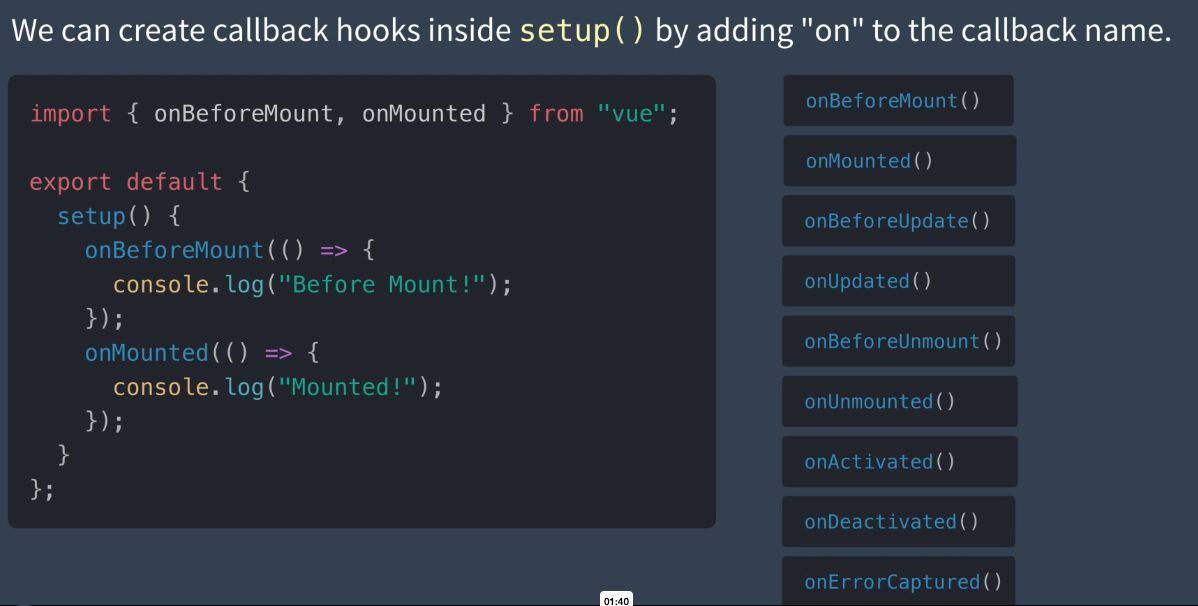 We can create callback hooks inside setup() by adding "on" to the callback name.
import { onBeforeMount, onMounted } from "vue";
export default {
  setup() {
    onBeforeMount(() => {
      console.log("Before Mount!");
    });
    onMounted(() => {
      console.log("Mounted!");
    });
  }
};
onBeforeMount()
onMounted()
onBeforeUpdate()
onUpdated()
onBeforeUnmount()
onUnmounted()
onActivated()
onDeactivated()
onErrorCaptured()
01:40